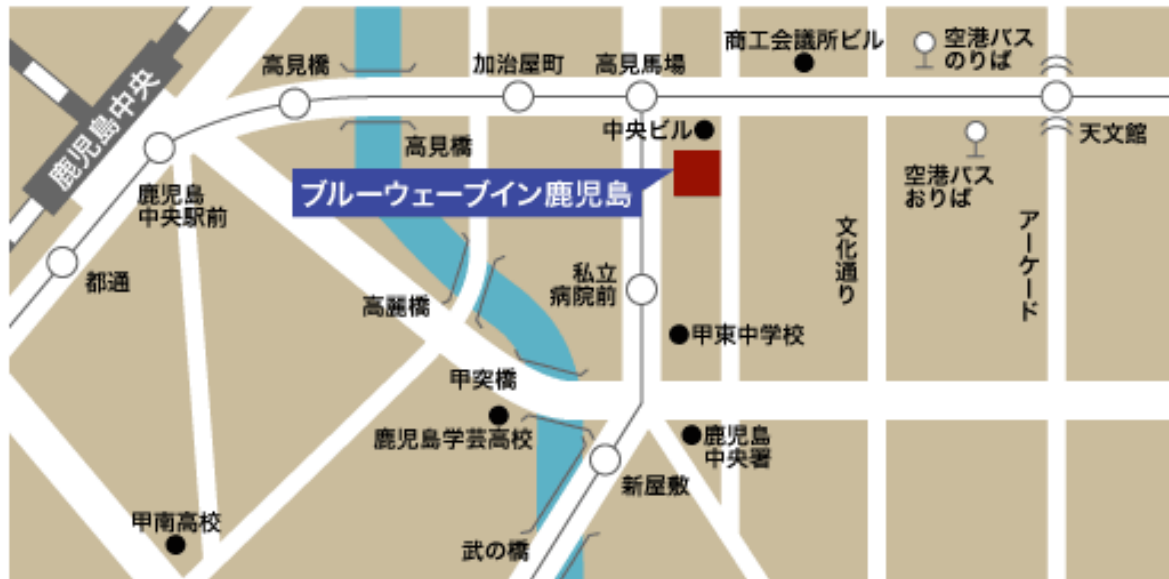 商工会議所ビル
空港バス
のりば
高見橋
加治屋町
高見馬場
鹿児島中央
中央ビル
天文館
高見橋
空港バス
おりば
ブルーウェーブイン鹿児島
鹿児島
中央駅前
文化通り
アーケード
都通
私立
病院前
高麗橋
甲東中学校
甲突橋
鹿児島学芸高校
鹿児島
中央署
新屋敷
甲南高校
武の橋